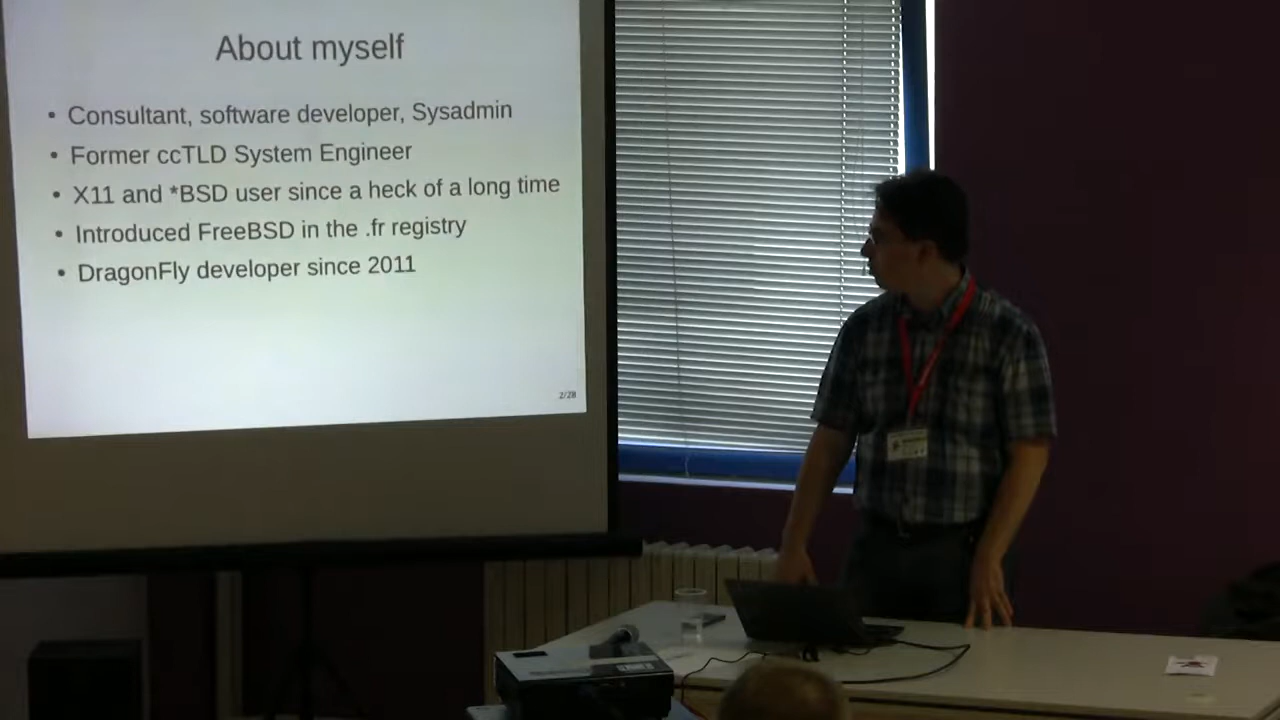 About myself
• Consultant, software developer, Sysadmin
• Former ccTLD System Engineer
• X11 and *BSD user since a heck of a long time
• Introduced FreeBSD in the .fr registry
• DragonFly developer since 2011
2/28